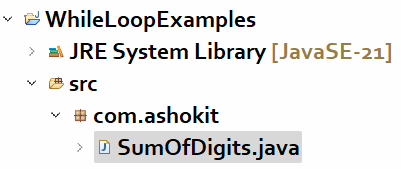 WhileLoopExamples
JRE System Library [JavaSE-21]
src
com.ashokit
SumOfDigits.java